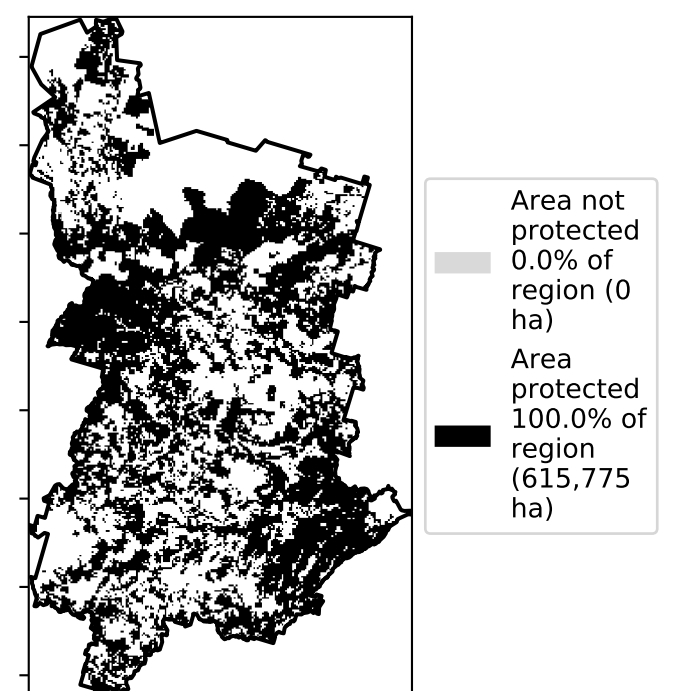 Area not
protected
0.0% of
region (0
ha)
Area
protected
100.0% of
region
(615,775
ha)